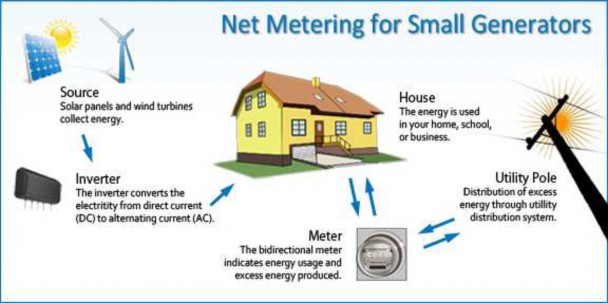 Net Metering for Small Generators
Source
Solar panels and wind turbines
collect energy.
House
The energy is used
in your home, school,
or business.
Inverter
The inverter converts the
electritity from direct current
(DC) to alternating current (AC).
Utility Pole
Distribution of excess
energy through utillity
distribution system.
Meter
The bidirectional meter
indicates energy usage and
excess energy produced.